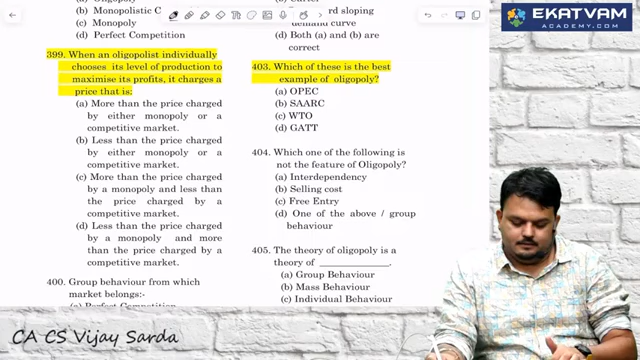 (b) Monopolistic C
(c) Monopoly
(d) Perfect Competition
399. When an oligopolist individually
chooses its level of production to
maximise its profits, it charges a
price that is:
(a) More than the price charged
by either monopoly or a
competitive market.
(b) Less than the price charged
by either monopoly or a
competitive market.
(c) More than the price charged
by a monopoly and less than
the price charged by a
competitive market.
(d) Less than the price charged
by a monopoly and more
than the price charged by a
competitive market.
400. Group behaviour from which
market belongs:-
(a) Perfect Competition
rd sloping
demand curve
(d) Both (a) and (b) are
correct
403. Which of these is the best
example of oligopoly?
(a) OPEC
(b) SAARC
(c) WTO
(d) GATT
404. Which one of the following is
not the feature of Oligopoly?
(a) Interdependency
(b) Selling cost
(c) Free Entry
(d) One of the above / group
behaviour
405. The theory of oligopoly is a
theory of ____________.
(a) Group Behaviour
(b) Mass Behaviour
(c) Individual Behaviour
EKATVAM
ACADEMY.COM
CA CS Vijay Sarda